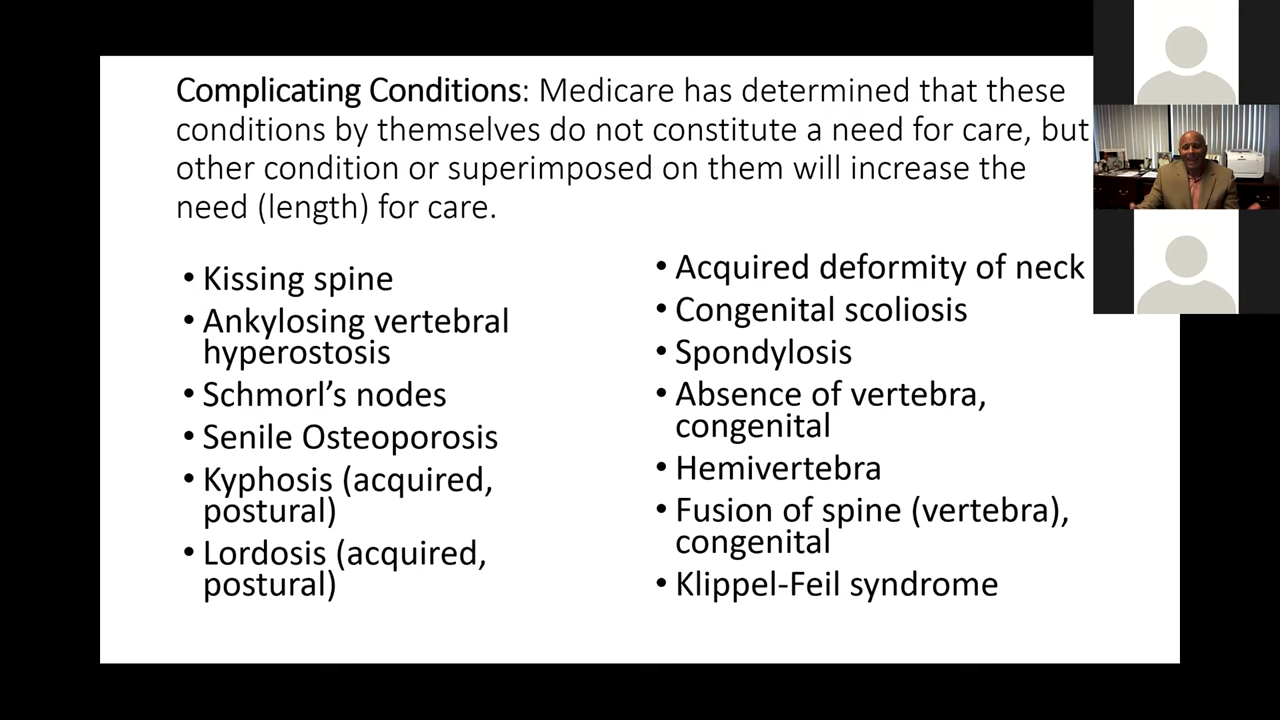 Complicating Conditions: Medicare has determined that these
conditions by themselves do not constitute a need for care, but
other condition or superimposed on them will increase the
need (length) for care.
• Kissing spine
• Ankylosing vertebral
hyperostosis
• Schmorl’s nodes
• Senile Osteoporosis
• Kyphosis (acquired,
postural)
• Lordosis (acquired,
postural)
• Acquired deformity of neck
• Congenital scoliosis
• Spondylosis
• Absence of vertebra,
congenital
• Hemivertebra
• Fusion of spine (vertebra),
congenital
• Klippel-Feil syndrome